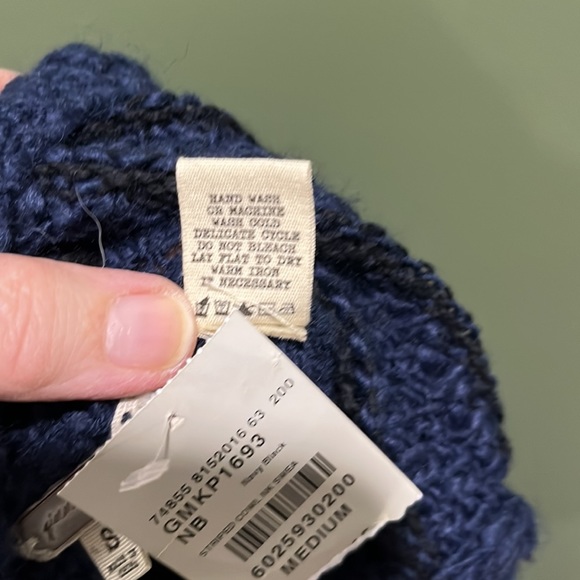 HAND WASH
OR MACHINE
WASH COLD
DELICATE CYCLE
DO NOT BLEACH
LAY FLAT TO DRY
WARM IRON
IF NECESSARY
74855 8152016 63 200
GMKP1693
NB Navy Black
STRIPED COWL NK-SWSA
6025930200
MEDIUM